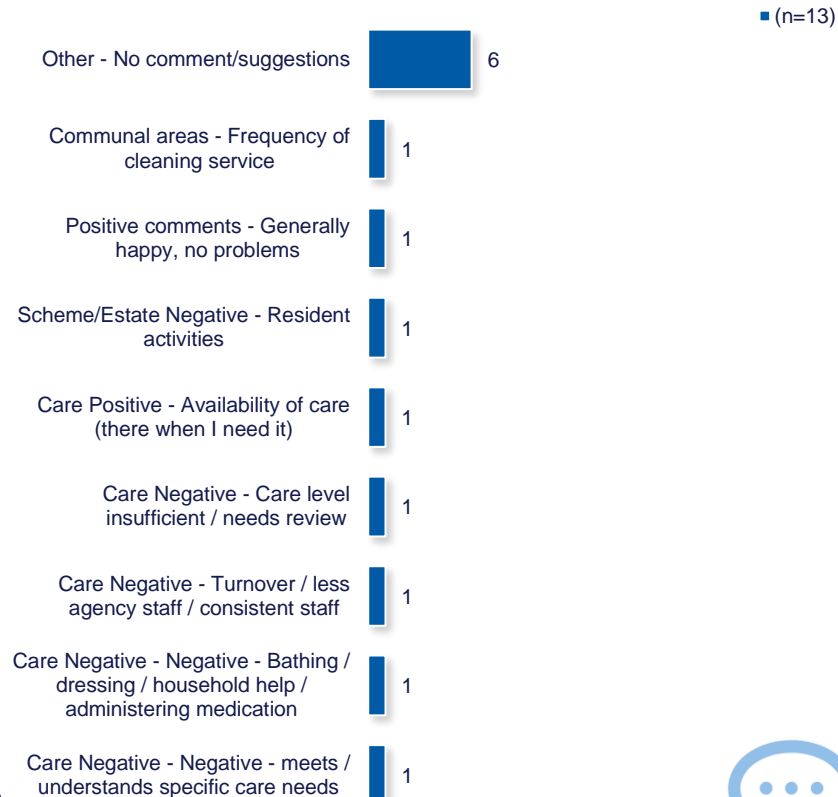 (n=13)
Other - No comment/suggestions
6
Communal areas - Frequency of
cleaning service
1
Positive comments - Generally
happy, no problems
1
Scheme/Estate Negative - Resident
activities
1
Care Positive - Availability of care
(there when I need it)
1
Care Negative - Care level
insufficient / needs review
1
Care Negative - Turnover / less
agency staff / consistent staff
1
Care Negative - Negative - Bathing /
dressing / household help /
administering medication
1
Care Negative - Negative - meets /
understands specific care needs
1